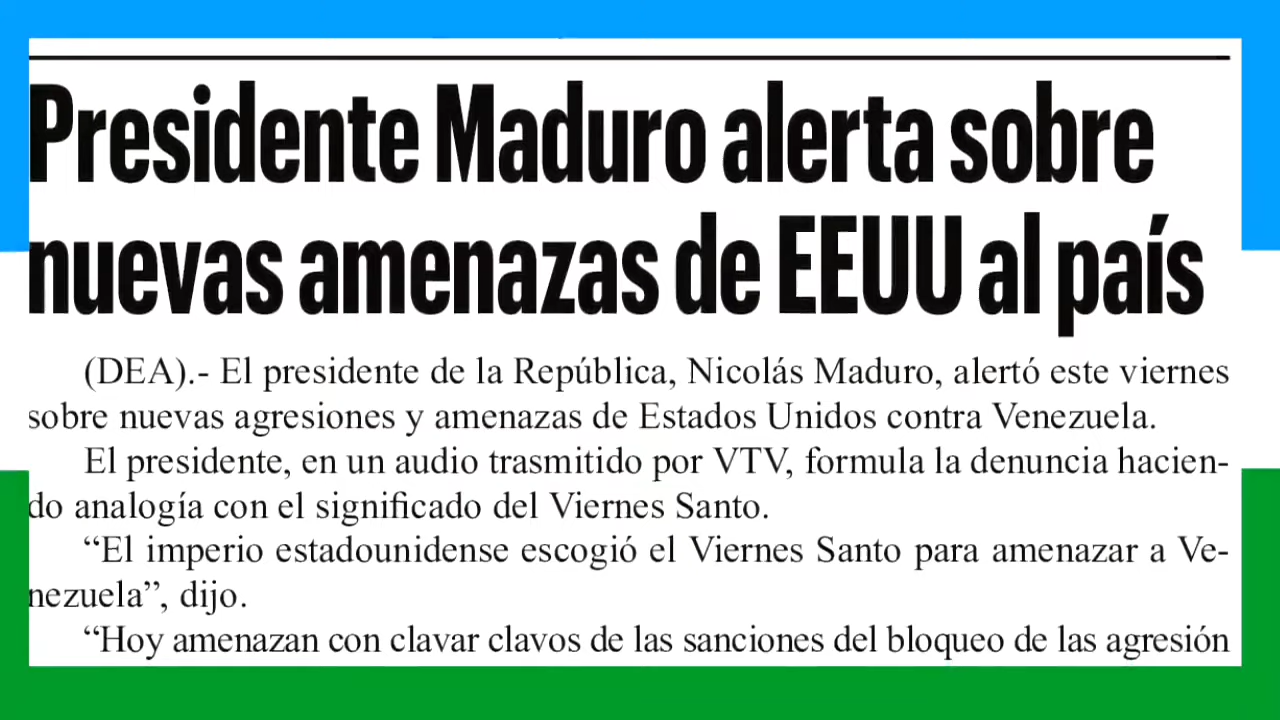 Presidente Maduro alerta sobre
nuevas amenazas de EEUU al país
(DEA).- El presidente de la República, Nicolás Maduro, alertó este viernes
sobre nuevas agresiones y amenazas de Estados Unidos contra Venezuela.
El presidente, en un audio trasmitido por VTV, formula la denuncia hacien-
do analogía con el significado del Viernes Santo.
“El imperio estadounidense escogió el Viernes Santo para amenazar a Ve-
nezuela”, dijo.
“Hoy amenazan con clavar clavos de las sanciones del bloqueo de las agresión